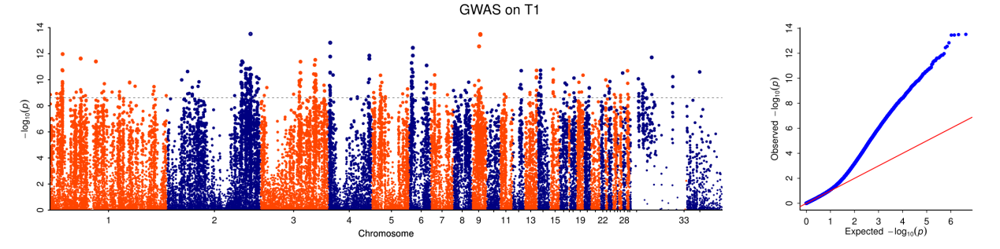 GWAS on T1
−log10(p)
14
12
10
8
6
4
2
0
1 2 3 4 5 6 7 8 9 11 13 15 17 19 22 28 33
Chromosome
Observed −log10(p)
14
12
10
8
6
4
2
0
0 1 2 3 4 5 6
Expected −log10(p)